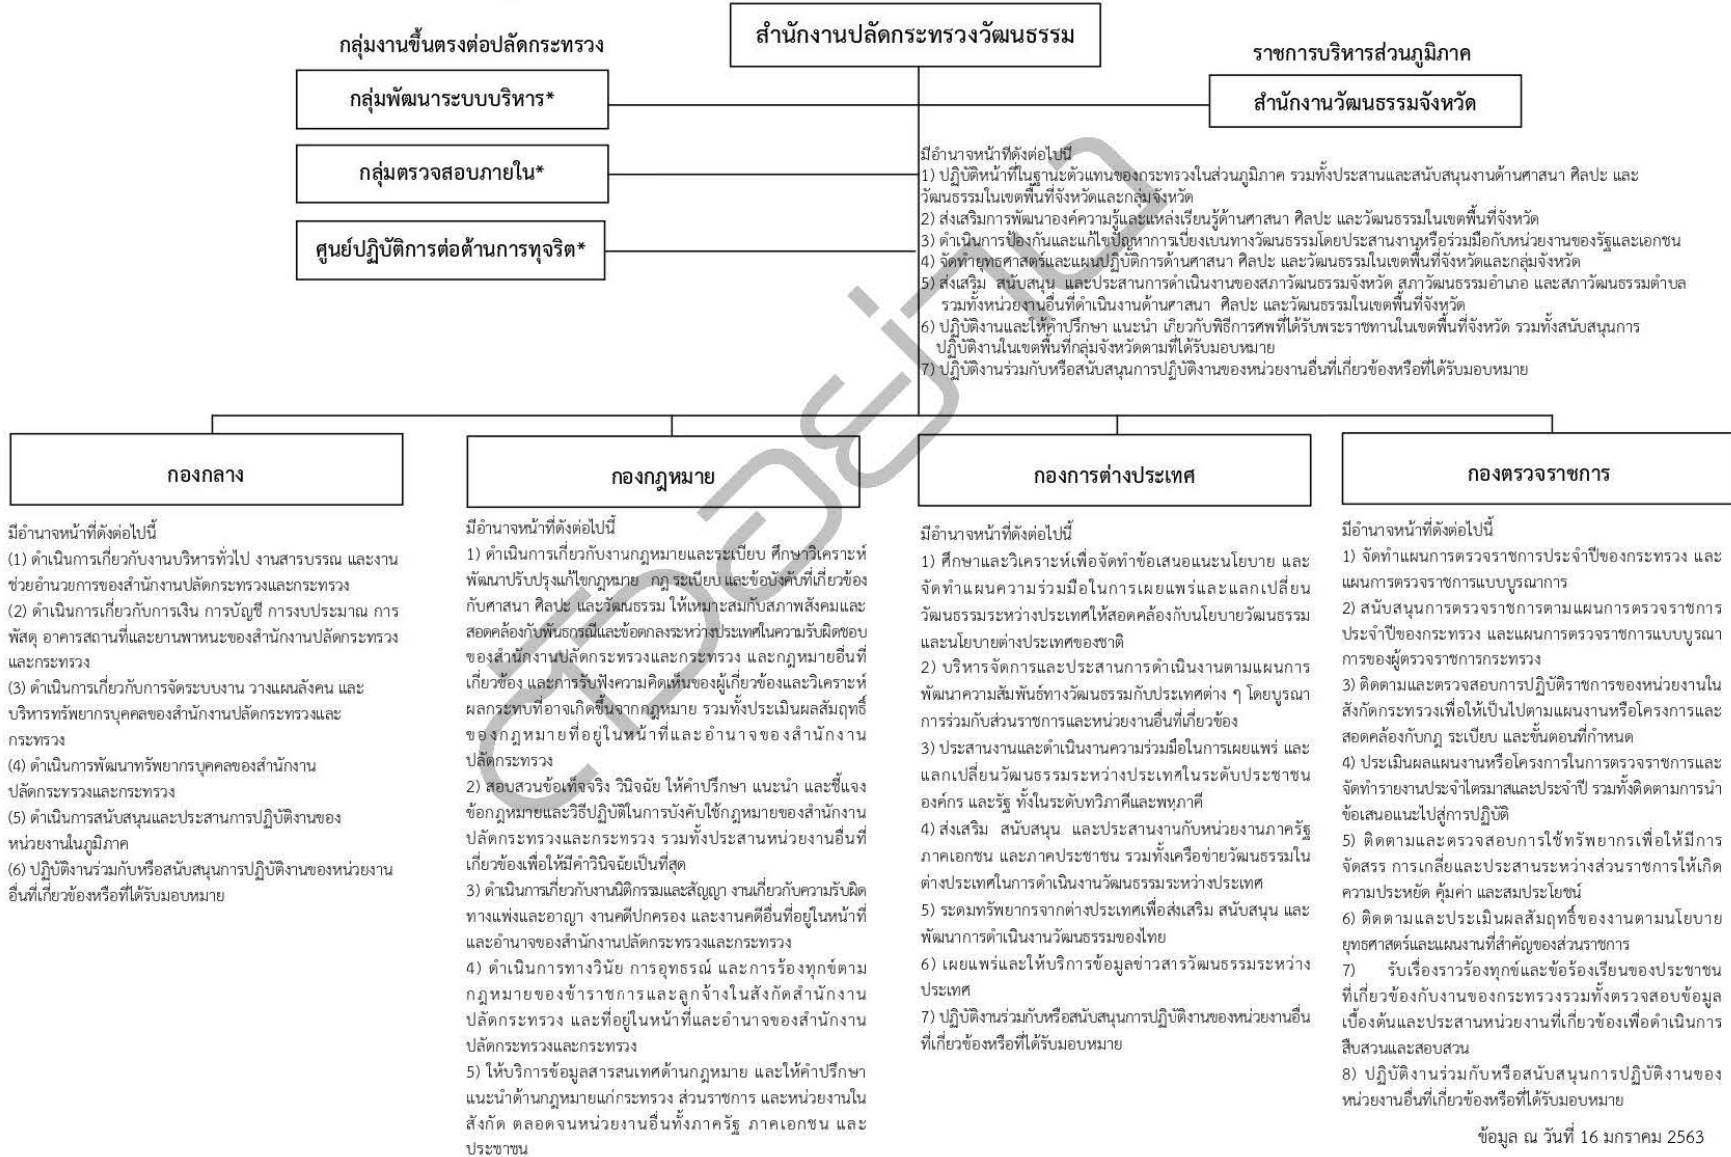 สำนักงานปลัดกระทรวงวัฒนธรรม
กลุ่มงานขึ้นตรงต่อปลัดกระทรวง
ราชการบริหารส่วนภูมิภาค
กลุ่มพัฒนาระบบบริหาร*
สำนักงานวัฒนธรรมจังหวัด
กลุ่มตรวจสอบภายใน*
ศูนย์ปฏิบัติการต่อต้านการทุจริต*
มีอำนาจหน้าที่ดังต่อไปนี้
1) ปฏิบัติหน้าที่ในฐานะตัวแทนของกระทรวงในส่วนภูมิภาค รวมทั้งประสานและสนับสนุนงานด้านศาสนา ศิลปะ และ
วัฒนธรรมในเขตพื้นที่จังหวัดและกลุ่มจังหวัด
2) ส่งเสริมการพัฒนาองค์ความรู้และแหล่งเรียนรู้ด้านศาสนา ศิลปะ และวัฒนธรรมในเขตพื้นที่จังหวัด
3) ดำเนินการป้องกันและแก้ไขปัญหาการเบี่ยงเบนทางวัฒนธรรมโดยประสานงานหรือร่วมมือกับหน่วยงานของรัฐและเอกชน
4) จัดทำยุทธศาสตร์และแผนปฏิบัติการด้านศาสนา ศิลปะ และวัฒนธรรมในเขตพื้นที่จังหวัดและกลุ่มจังหวัด
5) ส่งเสริม สนับสนุน และประสานการดำเนินงานของสภาวัฒนธรรมจังหวัด สภาวัฒนธรรมอำเภอ และสภาวัฒนธรรมตำบล
รวมทั้งหน่วยงานอื่นที่ดำเนินงานด้านศาสนา ศิลปะ และวัฒนธรรมในเขตพื้นที่จังหวัด
6) ปฏิบัติงานและให้คำปรึกษา แนะนำ เกี่ยวกับพิธีการศพที่ได้รับพระราชทานในเขตพื้นที่จังหวัด รวมทั้งสนับสนุนการ
ปฏิบัติงานในเขตพื้นที่กลุ่มจังหวัดตามที่ได้รับมอบหมาย
7) ปฏิบัติงานร่วมกับหรือสนับสนุนการปฏิบัติงานของหน่วยงานอื่นที่เกี่ยวข้องหรือที่ได้รับมอบหมาย
กองกลาง
มีอำนาจหน้าที่ดังต่อไปนี้
(1) ดำเนินการเกี่ยวกับงานบริหารทั่วไป งานสารบรรณ และงาน
ช่วยอำนวยการของสำนักงานปลัดกระทรวงและกระทรวง
(2) ดำเนินการเกี่ยวกับการเงิน การบัญชี การงบประมาณ การ
พัสดุ อาคารสถานที่และยานพาหนะของสำนักงานปลัดกระทรวง
และกระทรวง
(3) ดำเนินการเกี่ยวกับการจัดระบบงาน วางแผนอัตรากำลังคน และ
บริหารทรัพยากรบุคคลของสำนักงานปลัดกระทรวงและ
กระทรวง
(4) ดำเนินการพัฒนาทรัพยากรบุคคลของสำนักงาน
ปลัดกระทรวงและกระทรวง
(5) ดำเนินการสนับสนุนและประสานการปฏิบัติงานของ
หน่วยงานในภูมิภาค
(6) ปฏิบัติงานร่วมกับหรือสนับสนุนการปฏิบัติงานของหน่วยงาน
อื่นที่เกี่ยวข้องหรือที่ได้รับมอบหมาย
กองกฎหมาย
มีอำนาจหน้าที่ดังต่อไปนี้
1) ดำเนินการเกี่ยวกับงานกฎหมายและระเบียบ ศึกษาวิเคราะห์
พัฒนาปรับปรุงแก้ไขกฎหมาย กฎ ระเบียบ และข้อบังคับที่เกี่ยวข้อง
กับศาสนา ศิลปะ และวัฒนธรรม ให้เหมาะสมกับสภาพสังคมและ
สอดคล้องกับพันธกรณีและข้อตกลงระหว่างประเทศในความรับผิดชอบ
ของสำนักงานปลัดกระทรวงและกระทรวง และกฎหมายอื่นที่
เกี่ยวข้อง และการรับฟังความคิดเห็นของผู้เกี่ยวข้องและวิเคราะห์
ผลกระทบที่อาจเกิดขึ้นจากกฎหมาย รวมทั้งประเมินผลสัมฤทธิ์
ของกฎหมายที่อยู่ในหน้าที่และอำนาจของสำนักงาน
ปลัดกระทรวง
2) สอบสวนข้อเท็จจริง วินิจฉัย ให้คำปรึกษา แนะนำ และชี้แจง
ข้อกฎหมายและวิธีปฏิบัติในการบังคับใช้กฎหมายของสำนักงาน
ปลัดกระทรวงและกระทรวง รวมทั้งประสานหน่วยงานอื่นที่
เกี่ยวข้องเพื่อให้มีคำวินิจฉัยเป็นที่สุด
3) ดำเนินการเกี่ยวกับงานนิติกรรมและสัญญา งานเกี่ยวกับความรับผิด
ทางแพ่งและอาญา งานคดีปกครอง และงานคดีอื่นที่อยู่ในหน้าที่
และอำนาจของสำนักงานปลัดกระทรวงและกระทรวง
4) ดำเนินการทางวินัย การอุทธรณ์ และการร้องทุกข์ตาม
กฎหมายของข้าราชการและลูกจ้างในสังกัดสำนักงาน
ปลัดกระทรวง และที่อยู่ในหน้าที่และอำนาจของสำนักงาน
ปลัดกระทรวงและกระทรวง
5) ให้บริการข้อมูลสารสนเทศด้านกฎหมาย และให้คำปรึกษา
แนะนำด้านกฎหมายแก่กระทรวง ส่วนราชการ และหน่วยงานใน
สังกัด ตลอดจนหน่วยงานอื่นทั้งภาครัฐ ภาคเอกชน และ
ประชาชน
กองการต่างประเทศ
มีอำนาจหน้าที่ดังต่อไปนี้
1) ศึกษาและวิเคราะห์เพื่อจัดทำข้อเสนอแนะนโยบาย และ
จัดทำแผนความร่วมมือในการเผยแพร่และแลกเปลี่ยน
วัฒนธรรมระหว่างประเทศให้สอดคล้องกับนโยบายวัฒนธรรม
และนโยบายต่างประเทศของชาติ
2) บริหารจัดการและประสานการดำเนินงานตามแผนการ
พัฒนาความสัมพันธ์ทางวัฒนธรรมกับประเทศต่าง ๆ โดยบูรณา
การร่วมกับส่วนราชการและหน่วยงานอื่นที่เกี่ยวข้อง
3) ประสานงานและดำเนินงานความร่วมมือในการเผยแพร่ และ
แลกเปลี่ยนวัฒนธรรมระหว่างประเทศในระดับประชาชน
องค์กร และรัฐ ทั้งในระดับทวิภาคีและพหุภาคี
4) ส่งเสริม สนับสนุน และประสานงานกับหน่วยงานภาครัฐ
ภาคเอกชน และภาคประชาชน รวมทั้งเครือข่ายวัฒนธรรมใน
ต่างประเทศในการดำเนินงานวัฒนธรรมระหว่างประเทศ
5) ระดมทรัพยากรจากต่างประเทศเพื่อส่งเสริม สนับสนุน และ
พัฒนาการดำเนินงานวัฒนธรรมของไทย
6) เผยแพร่และให้บริการข้อมูลข่าวสารวัฒนธรรมระหว่าง
ประเทศ
7) ปฏิบัติงานร่วมกับหรือสนับสนุนการปฏิบัติงานของหน่วยงานอื่น
ที่เกี่ยวข้องหรือที่ได้รับมอบหมาย
กองตรวจราชการ
มีอำนาจหน้าที่ดังต่อไปนี้
1) จัดทำแผนการตรวจราชการประจำปีของกระทรวง และ
แผนการตรวจราชการแบบบูรณาการ
2) สนับสนุนการตรวจราชการตามแผนการตรวจราชการ
ประจำปีของกระทรวง และแผนการตรวจราชการแบบบูรณา
การของผู้ตรวจราชการกระทรวง
3) ติดตามและตรวจสอบการปฏิบัติราชการของหน่วยงานใน
สังกัดกระทรวงเพื่อให้เป็นไปตามแผนงานหรือโครงการและ
สอดคล้องกับกฎ ระเบียบ และขั้นตอนที่กำหนด
4) ประเมินผลแผนงานหรือโครงการในการตรวจราชการและ
จัดทำรายงานประจำไตรมาสและประจำปี รวมทั้งติดตามการนำ
ข้อเสนอแนะไปสู่การปฏิบัติ
5) ติดตามและตรวจสอบการใช้ทรัพยากรเพื่อให้มีการ
จัดสรร การเกลี่ยและประสานระหว่างส่วนราชการให้เกิด
ความประหยัด คุ้มค่า และสมประโยชน์
6) ติดตามและประเมินผลสัมฤทธิ์ของงานตามนโยบาย
ยุทธศาสตร์และแผนงานที่สำคัญของส่วนราชการ
7) รับเรื่องราวร้องทุกข์และข้อร้องเรียนของประชาชน
ที่เกี่ยวข้องกับงานของกระทรวงรวมทั้งตรวจสอบข้อมูล
เบื้องต้นและประสานหน่วยงานที่เกี่ยวข้องเพื่อดำเนินการ
สืบสวนและสอบสวน
8) ปฏิบัติงานร่วมกับหรือสนับสนุนการปฏิบัติงานของ
หน่วยงานอื่นที่เกี่ยวข้องหรือที่ได้รับมอบหมาย
ข้อมูล ณ วันที่ 16 มกราคม 2563
ตัวอย่าง